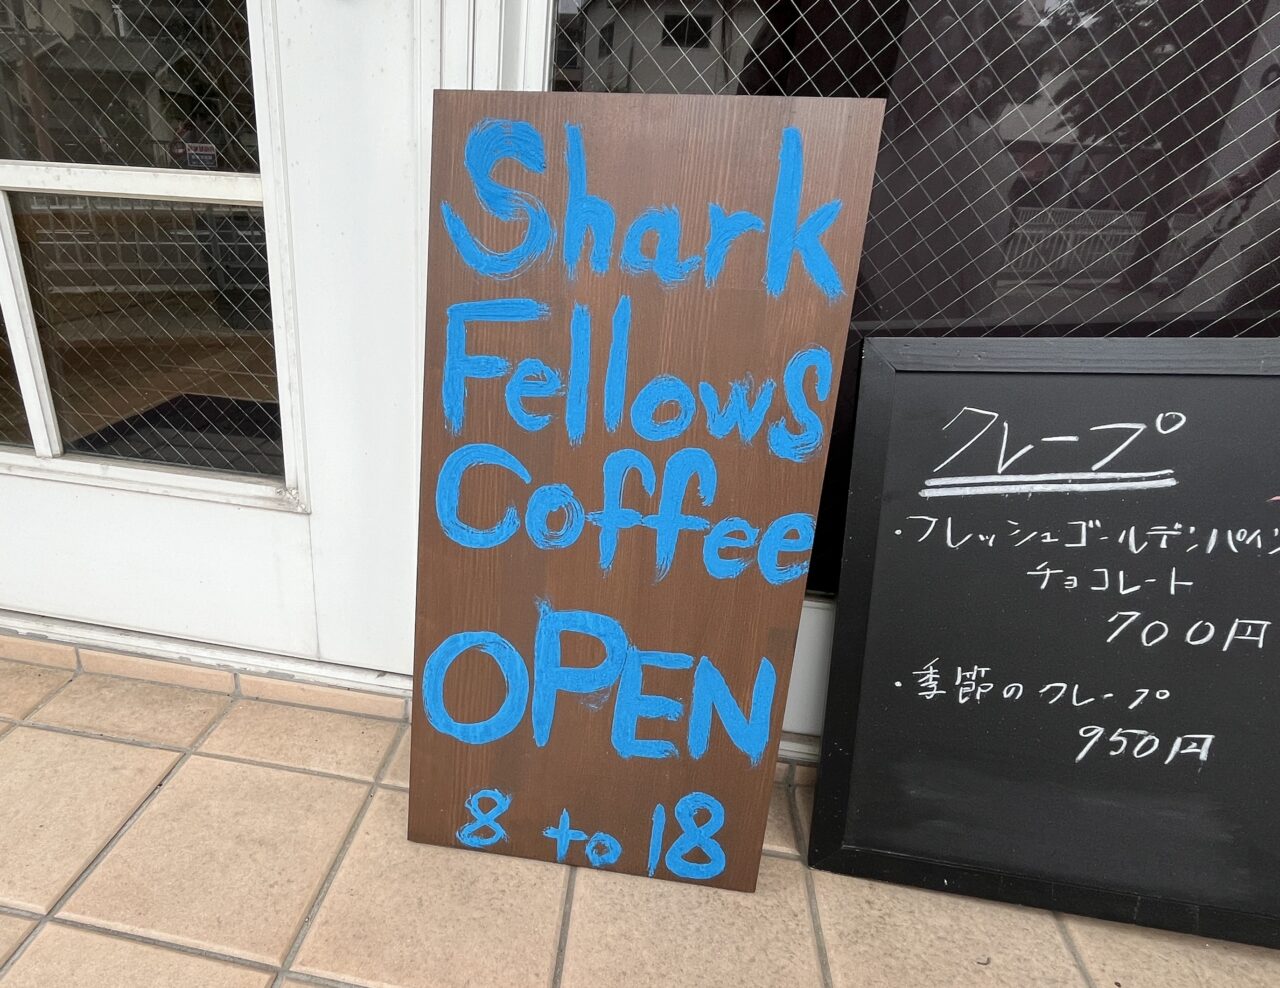 Shark
Fellows
Coffee
OPEN
8 to 18
クレープ
・フレッシュゴールデンパイン
チョコレート
700円
・季節のクレープ
950円